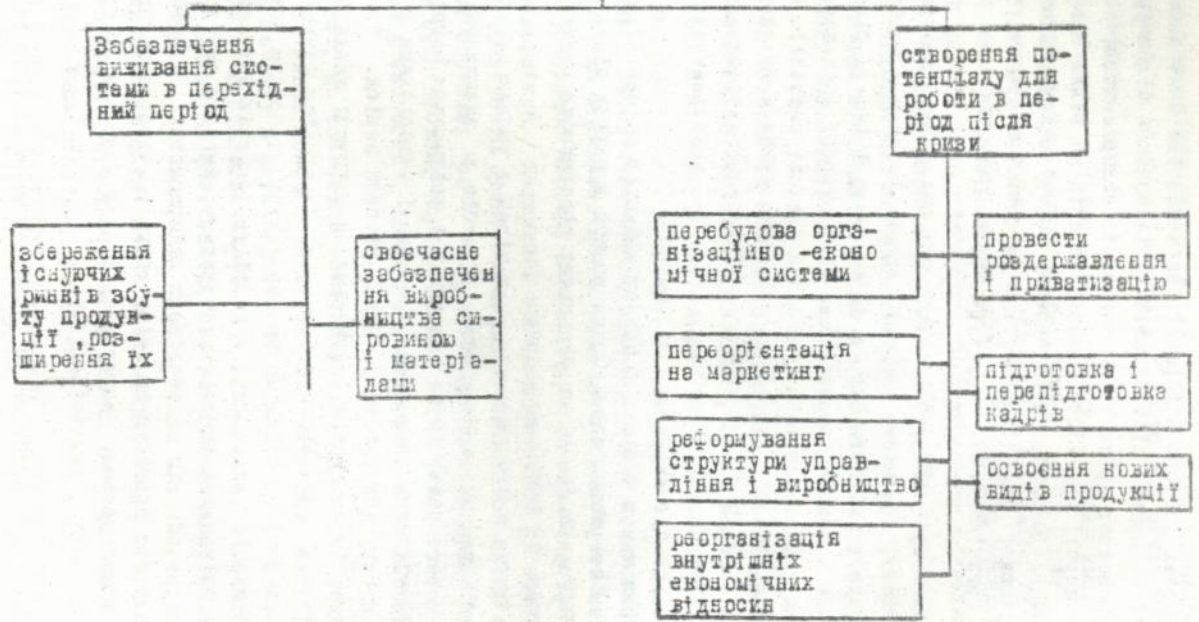 Забезпечення
виживання сис-
теми в перехід-
ний період
створення по-
тенціалу для
роботи в пе-
ріод після
кризи
збереження
існуючих
ринків збу-
ту продук-
ції ,роз-
ширення їх
своєчасне
забезпечен
ня вироб-
ництва си-
ровиною
і матеріа-
лами
перебудова орга-
нізаційно -еконо
мічної системи
провести
роздержавлення
і приватизацію
переорієнтація
на маркетинг
підготовка і
перепідготовка
кадрів
реформування
структури управ-
ління і виробництво
освоєння нових
видів продукції
реорганізація
внутрішніх
економічних
відносин